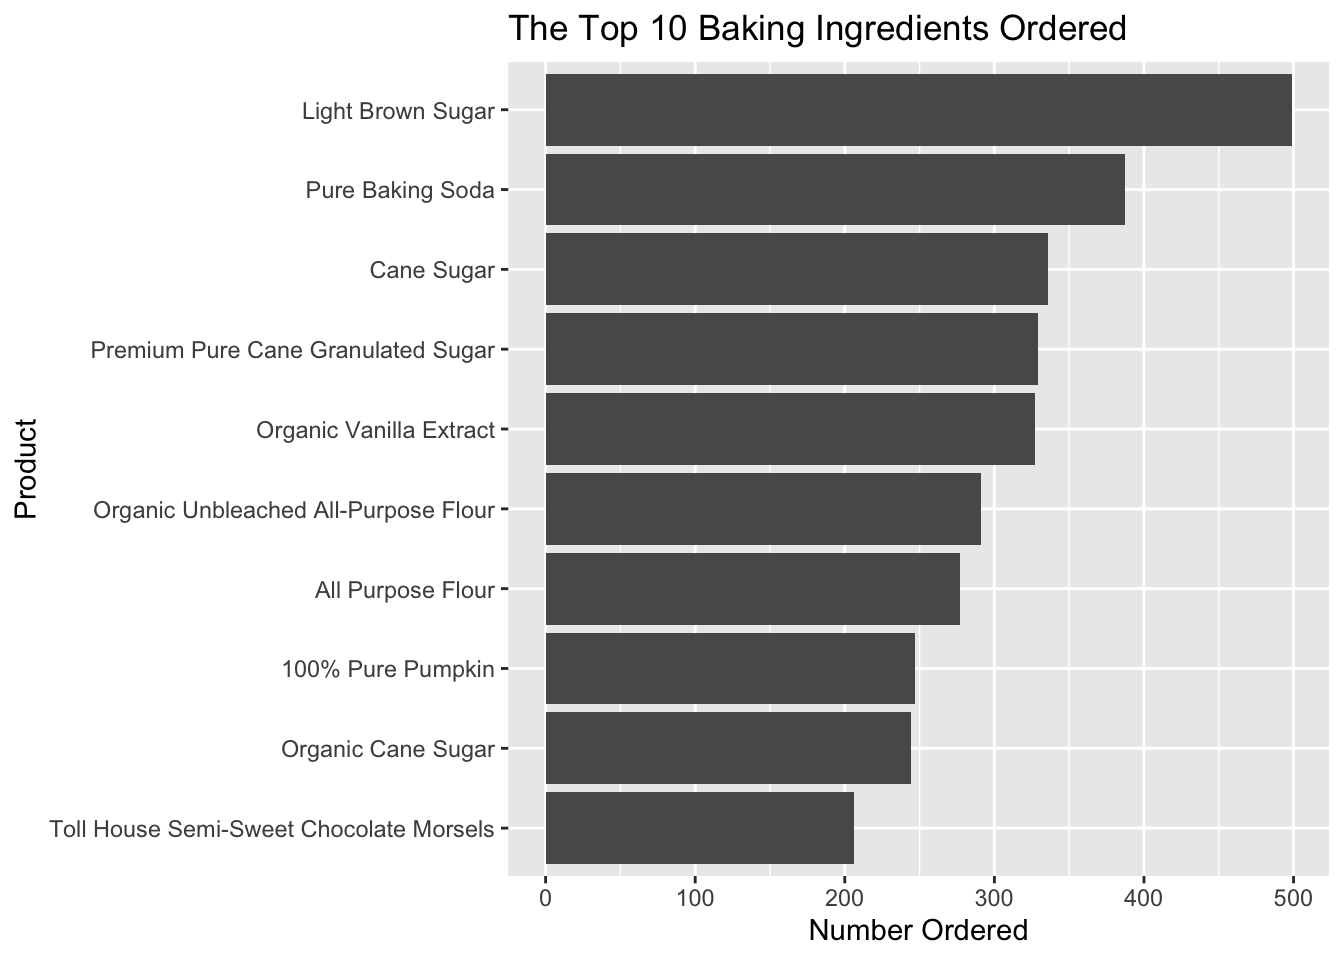 The Top 10 Baking Ingredients Ordered
Light Brown Sugar
Pure Baking Soda
Cane Sugar
Premium Pure Cane Granulated Sugar
Organic Vanilla Extract
Organic Unbleached All-Purpose Flour
All Purpose Flour
100% Pure Pumpkin
Organic Cane Sugar
Toll House Semi-Sweet Chocolate Morsels
Product
0 100 200 300 400 500
Number Ordered